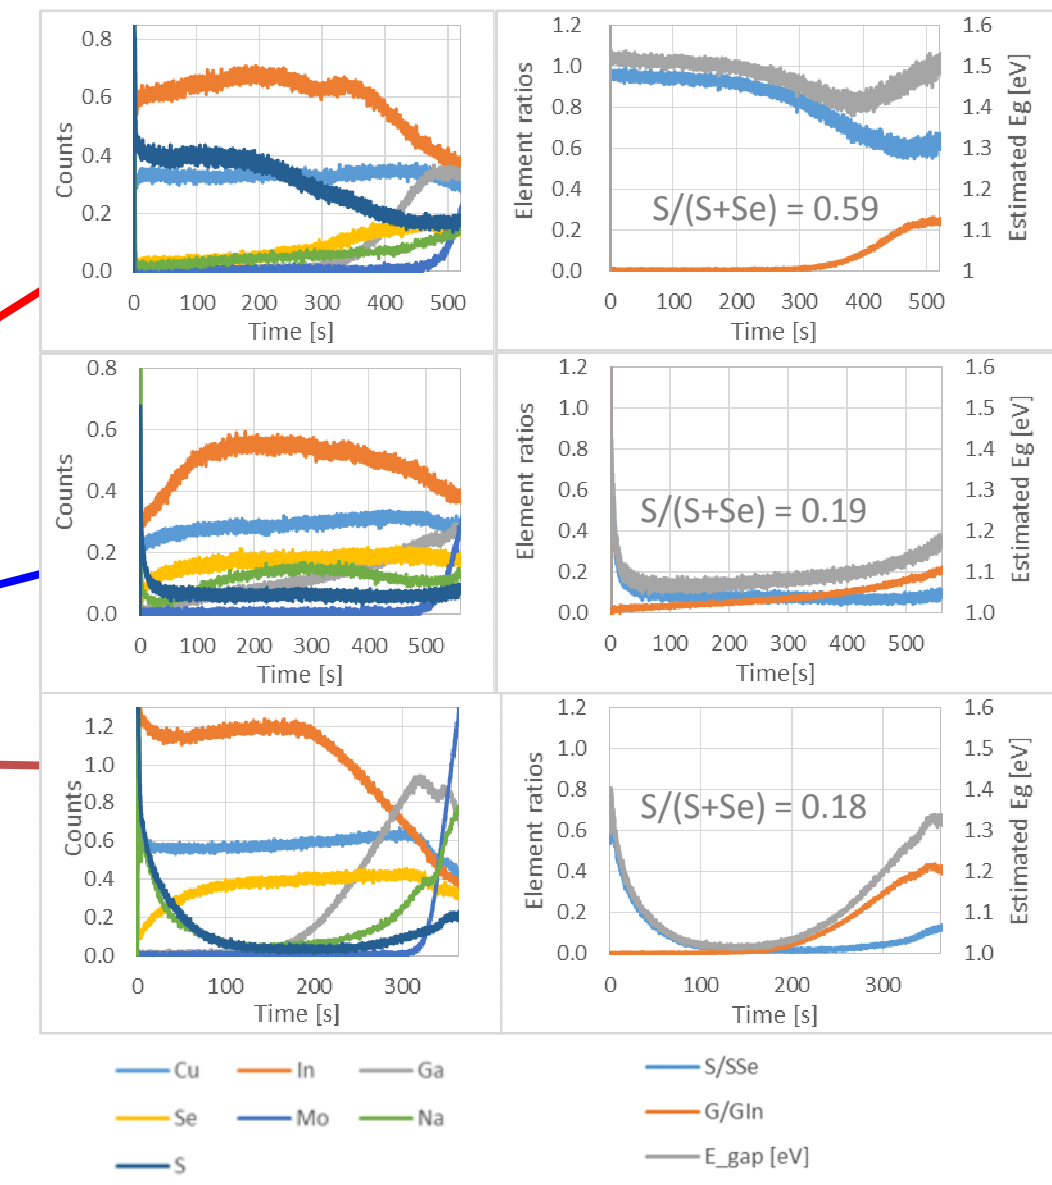 0.8
0.6
0.4
0.2
0.0
Counts
0 100 200 300 400 500
Time [s]
1.2
1.0
0.8
0.6
0.4
0.2
0.0
Element ratios
S/(S+Se) = 0.59
1.6
1.5
1.4
1.3
1.2
1.1
1
Estimated Eg [eV]
0 100 200 300 400 500
Time [s]
0.8
0.6
0.4
0.2
0.0
Counts
0 100 200 300 400 500
Time [s]
1.2
1.0
0.8
0.6
0.4
0.2
0.0
Element ratios
S/(S+Se) = 0.19
1.6
1.5
1.4
1.3
1.2
1.1
1.0
Estimated Eg [eV]
0 100 200 300 400 500
Time[s]
1.2
1.0
0.8
0.6
0.4
0.2
0.0
Counts
0 100 200 300
Time [s]
1.2
1.0
0.8
0.6
0.4
0.2
0.0
Element ratios
S/(S+Se) = 0.18
1.6
1.5
1.4
1.3
1.2
1.1
1.0
Estimated Eg [eV]
0 100 200 300
Time [s]
Cu In Ga
Se Mo Na
S
S/SSe
G/GIn
E_gap [eV]